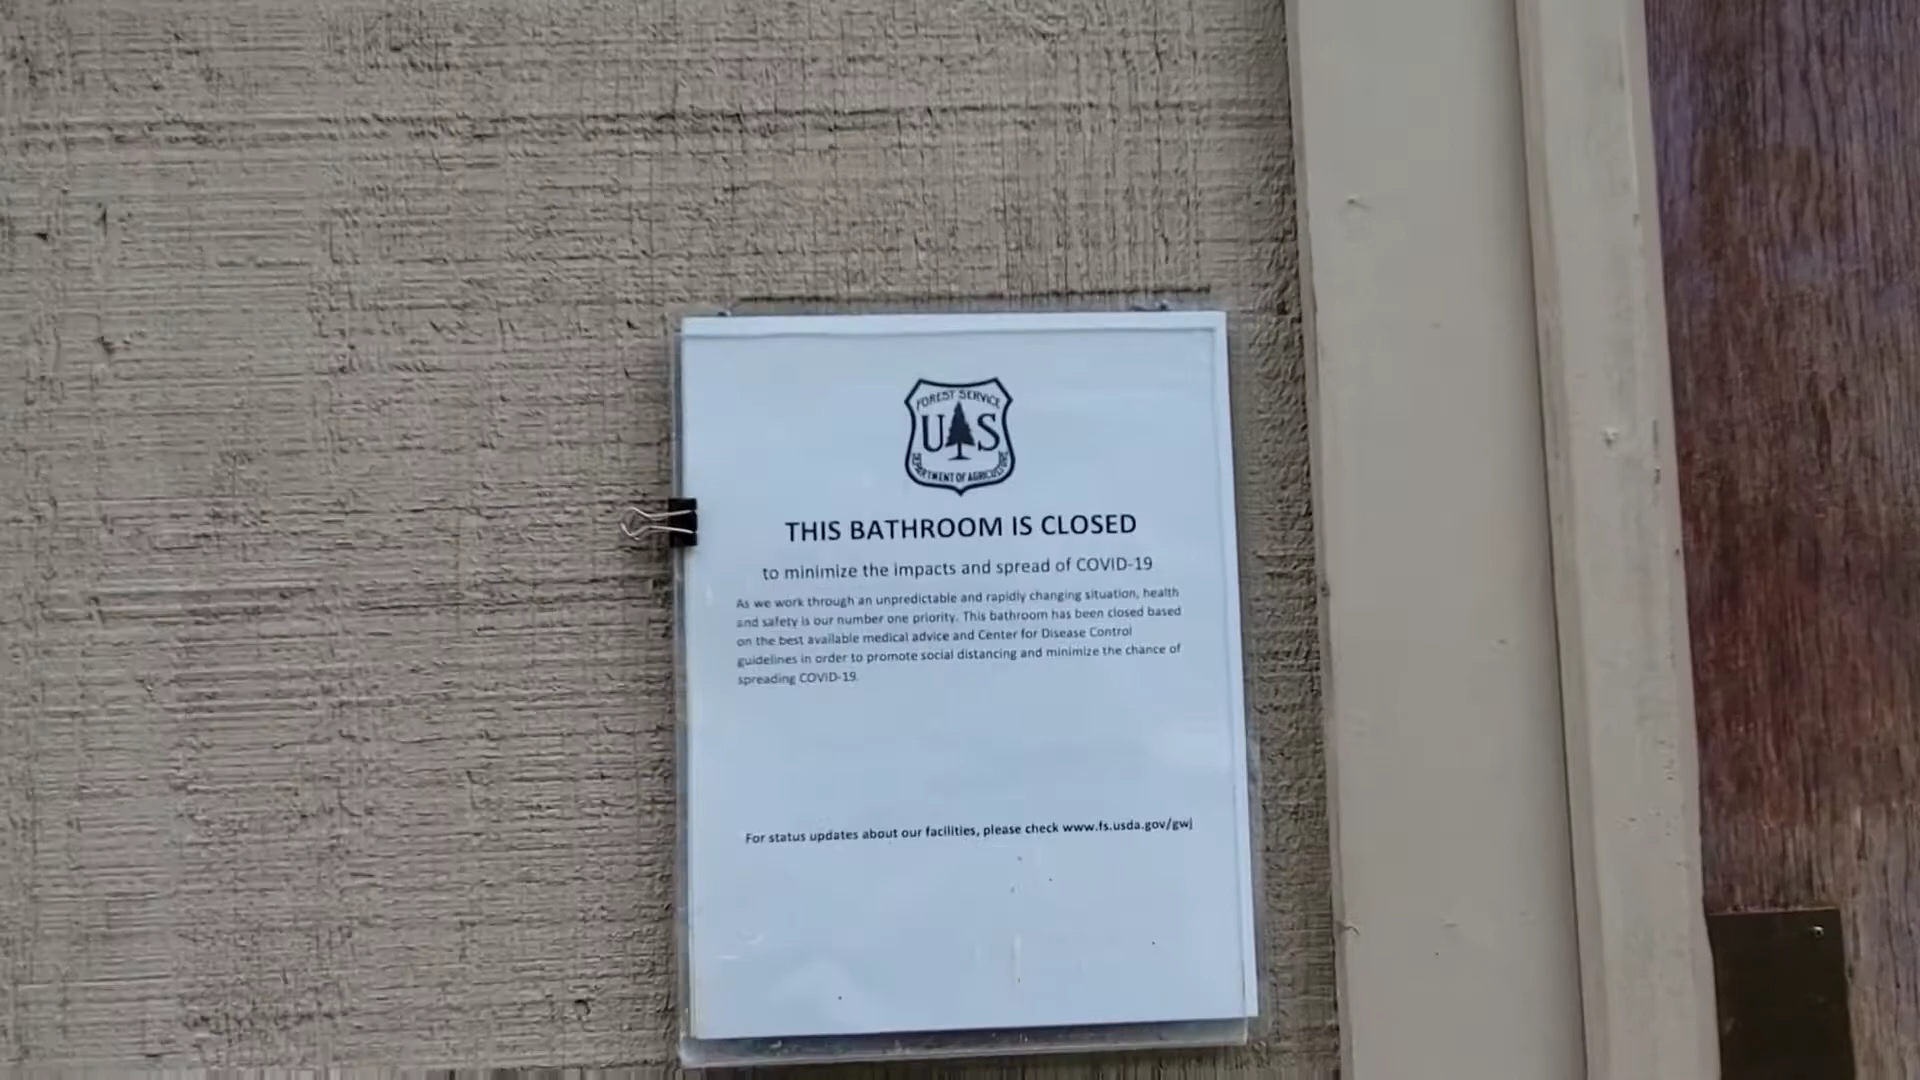 FOREST SERVICE
U S
DEPARTMENT OF AGRICULTURE
THIS BATHROOM IS CLOSED
to minimize the impacts and spread of COVID-19
As we work through an unpredictable and rapidly changing situation, health
and safety is our number one priority. This bathroom has been closed based
on the best available medical advice and Center for Disease Control
guidelines in order to promote social distancing and minimize the chance of
spreading COVID-19.
For status updates about our facilities, please check www.fs.usda.gov/gwj